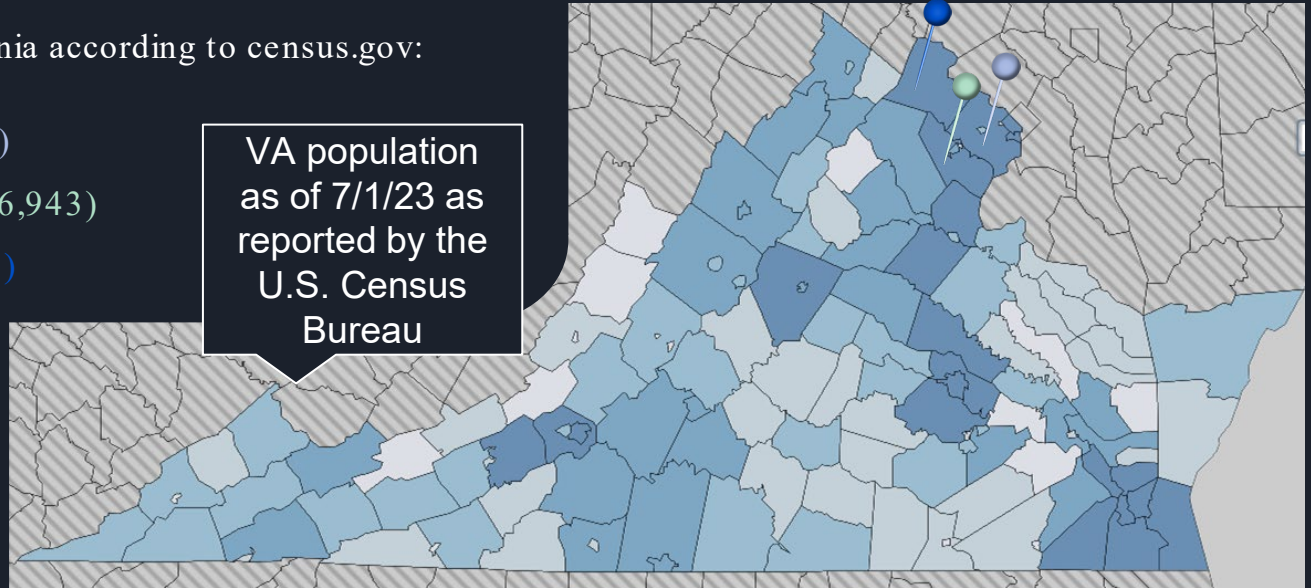 nia according to census.gov:
)
6,943)
)
VA population
as of 7/1/23 as
reported by the
U.S. Census
Bureau